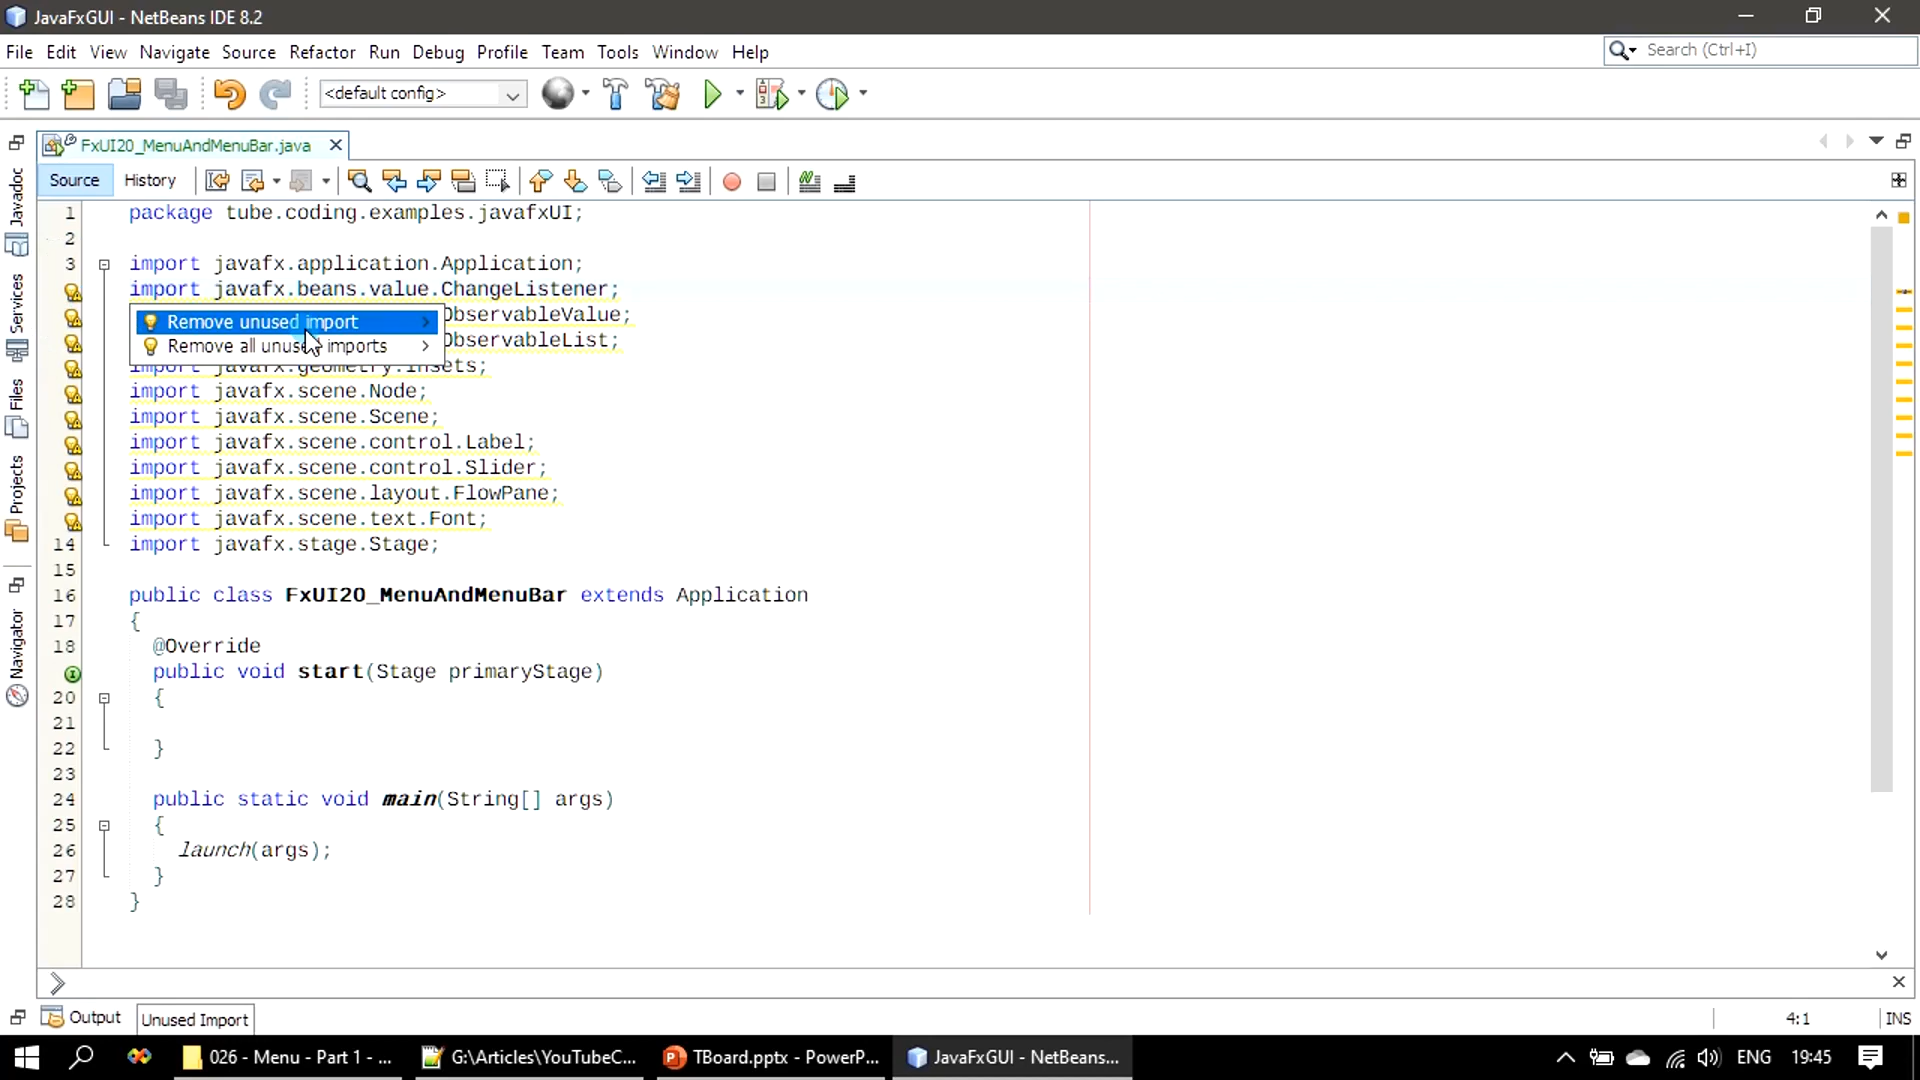 JavaFxGUI - NetBeans IDE 8.2
File Edit View Navigate Source Refactor Run Debug Profile Team Tools Window Help
Search (Ctrl+I)
<default config>
FxUI20_MenuAndMenuBar.java
Source History
Javadoc
Services
Files
Projects
Navigator
1 package tube.coding.examples.javafxUI;
2
3 import javafx.application.Application;
import javafx.beans.value.ChangeListener;
ObservableValue;
Remove unused import
ObservableList;
Remove all unused imports
import javafx.geometry.Insets;
import javafx.scene.Node;
import javafx.scene.Scene;
import javafx.scene.control.Label;
import javafx.scene.control.Slider;
import javafx.scene.layout.FlowPane;
import javafx.scene.text.Font;
14 import javafx.stage.Stage;
15
16 public class FxUI20_MenuAndMenuBar extends Application
17 {
18 @Override
public void start(Stage primaryStage)
20 {
21
22 }
23
24 public static void main(String[] args)
25 {
26 launch(args);
27 }
28 }
Output
Unused Import
4:1
INS
026 - Menu - Part 1 - ...
G:\Articles\YouTubeC...
TBoard.pptx - PowerP...
JavaFxGUI - NetBeans...
ENG
19:45